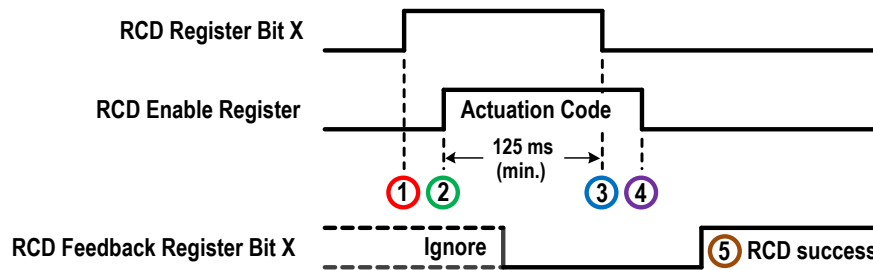 RCD Register Bit X
RCD Enable Register
Actuation Code
125 ms
(min.)
1 2 3 4
RCD Feedback Register Bit X
Ignore
5 RCD success